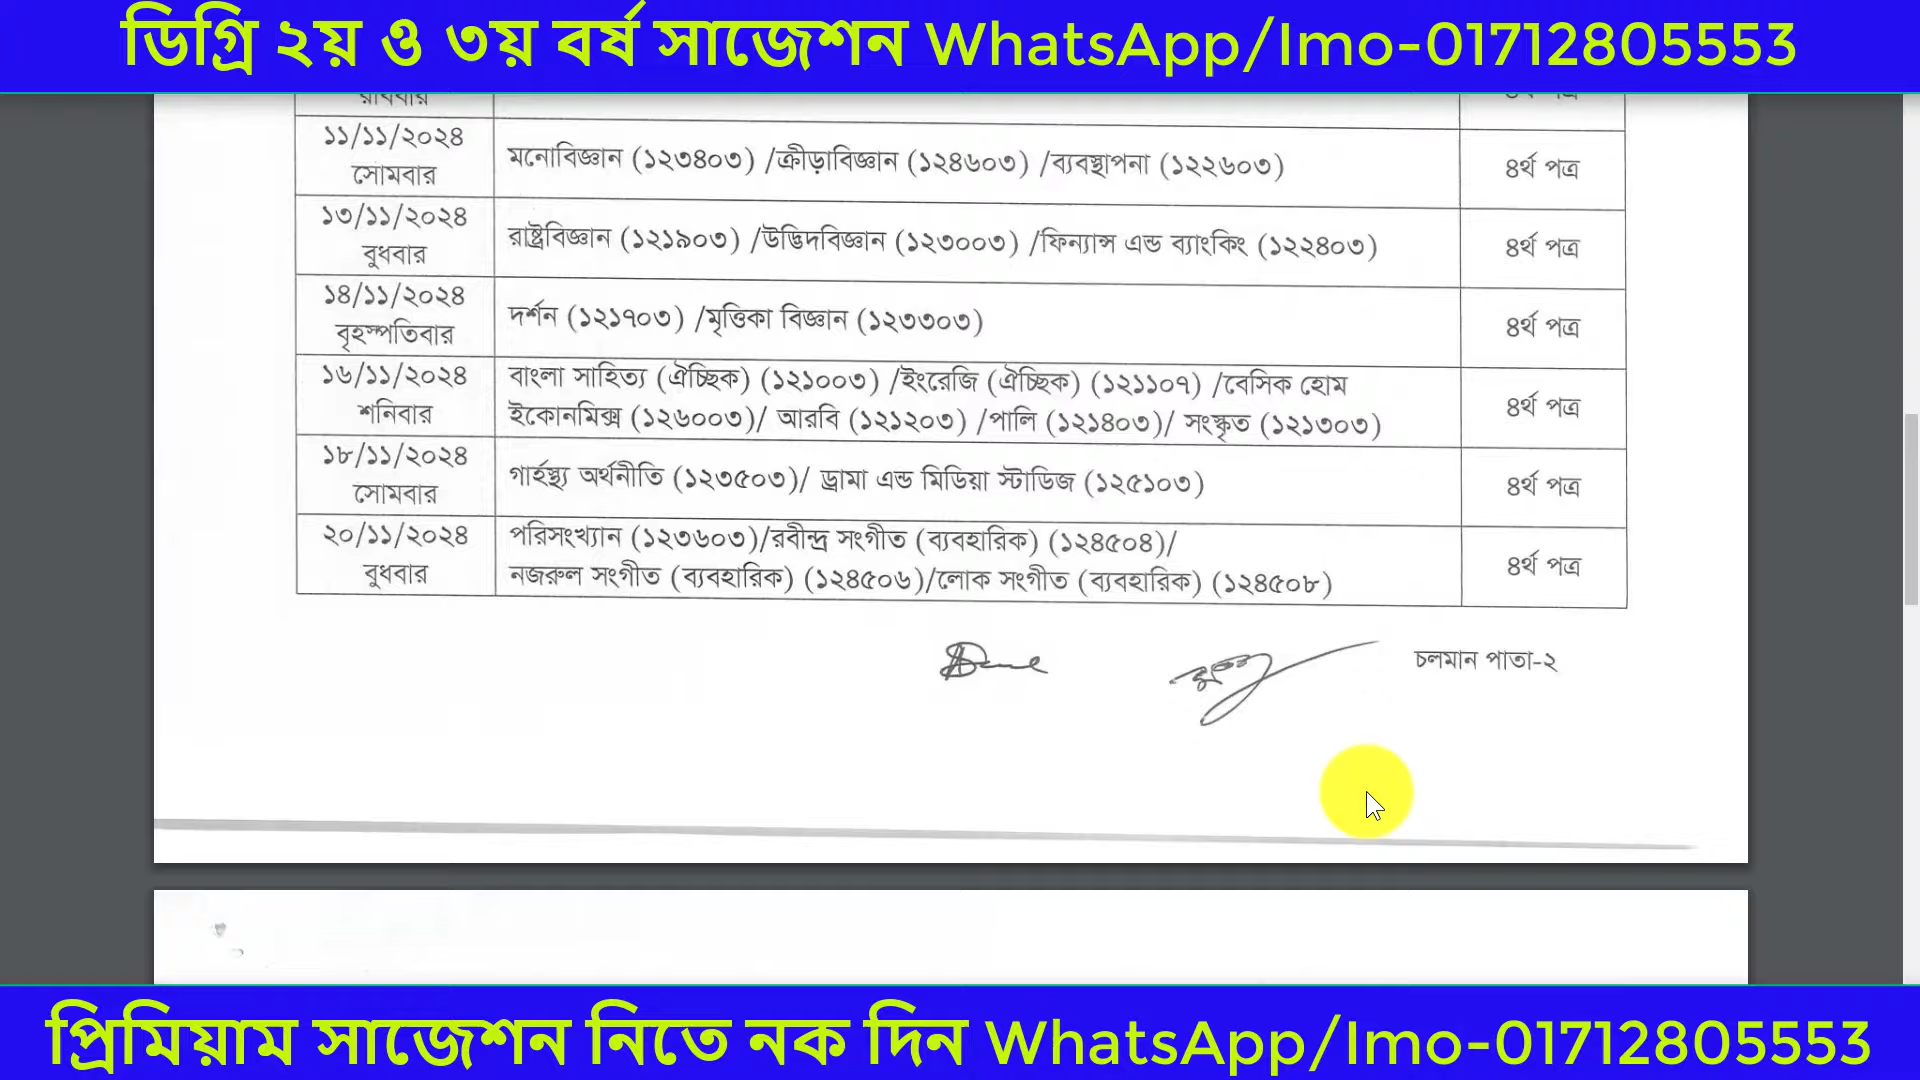 ডিগ্রি ২য় ও ৩য় বর্ষ সাজেশন WhatsApp/Imo-01712805553
রবিবার
১১/১১/২০২৪
সোমবার
মনোবিজ্ঞান (১২৩৪০৩) /ক্রীড়াবিজ্ঞান (১২৪৬০৩) /ব্যবস্থাপনা (১২২৬০৩)
৪র্থ পত্র
১৩/১১/২০২৪
বুধবার
রাষ্ট্রবিজ্ঞান (১২১৯০৩) /উদ্ভিদবিজ্ঞান (১২৩০০৩) /ফিন্যান্স এন্ড ব্যাংকিং (১২২৪০৩)
৪র্থ পত্র
১৪/১১/২০২৪
বৃহস্পতিবার
দর্শন (১২১৭০৩) /মৃত্তিকা বিজ্ঞান (১২৩৩০৩)
৪র্থ পত্র
১৬/১১/২০২৪
শনিবার
বাংলা সাহিত্য (ঐচ্ছিক) (১২১০০৩) /ইংরেজি (ঐচ্ছিক) (১২১১০৭) /বেসিক হোম
ইকোনমিক্স (১২৬০০৩)/ আরবি (১২১২০৩) /পালি (১২১৪০৩)/ সংস্কৃত (১২১৩০৩)
৪র্থ পত্র
১৮/১১/২০২৪
সোমবার
গার্হস্থ্য অর্থনীতি (১২৩৫০৩)/ ড্রামা এন্ড মিডিয়া স্টাডিজ (১২৫১০৩)
৪র্থ পত্র
২০/১১/২০২৪
বুধবার
পরিসংখ্যান (১২৩৬০৩)/রবীন্দ্র সংগীত (ব্যবহারিক) (১২৪৫০৪)/
নজরুল সংগীত (ব্যবহারিক) (১২৪৫০৬)/লোক সংগীত (ব্যবহারিক) (১২৪৫০৮)
৪র্থ পত্র
চলমান পাতা-২
প্রিমিয়াম সাজেশন নিতে নক দিন WhatsApp/Imo-01712805553